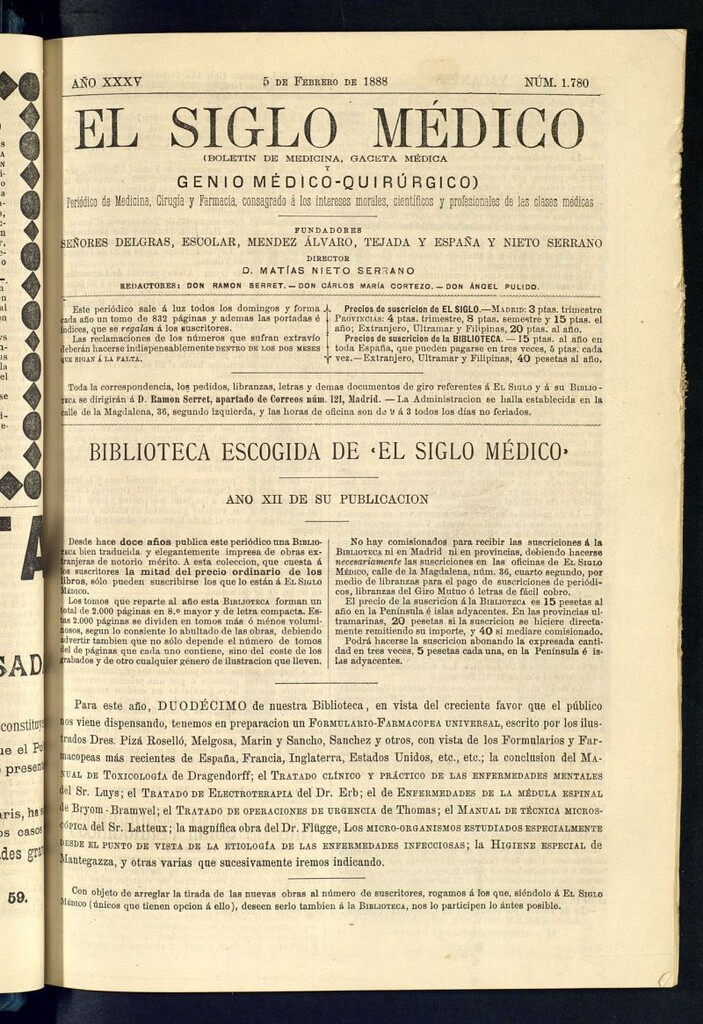 AÑO XXXV
5 DE FEBRERO DE 1888
NÚM. 1.780
EL SIGLO MÉDICO
(BOLETIN DE MEDICINA, GACETA MÉDICA
Y
GENIO MÉDICO-QUIRÚRGICO)
Periódico de Medicina, Cirugía y Farmacia, consagrado á los intereses morales, científicos y profesionales de las clases médicas
FUNDADORES
SEÑORES DELGRAS, ESCOLAR, MENDEZ ÁLVARO, TEJADA Y ESPAÑA Y NIETO SERRANO
DIRECTOR
D. MATÍAS NIETO SERRANO
REDACTORES: DON RAMON SERRET.—DON CÁRLOS MARÍA CORTEZO.—DON ÁNGEL PULIDO.
Este periódico sale á luz todos los domingos y forma
cada año un tomo de 832 páginas y ademas las portadas é
índices, que se regalan á los suscritores.
Las reclamaciones de los números que sufran extravío
deberán hacerse indispensablemente DENTRO DE LOS DOS MESES
QUE SIGAN Á LA FALTA.
Precios de suscricion de EL SIGLO.—MADRID: 3 ptas. trimestre
PROVINCIAS: 4 ptas. trimestre, 8 ptas. semestre y 15 ptas. el
año; Extranjero, Ultramar y Filipinas, 20 ptas. al año.
Precios de suscricion de la BIBLIOTECA. — 15 ptas. al año en
toda España, que pueden pagarse en tres veces, 5 ptas. cada
vez.—Extranjero, Ultramar y Filipinas, 40 pesetas al año.
Toda la correspondencia, los pedidos, libranzas, letras y demas documentos de giro referentes á EL SIGLO y á su BIBLIO-
TECA se dirigirán á D. Ramon Serret, apartado de Correos núm. 121, Madrid. — La Administracion se halla establecida en la
calle de la Magdalena, 36, segundo izquierda, y las horas de oficina son de 9 á 3 todos los días no feriados.
BIBLIOTECA ESCOGIDA DE «EL SIGLO MÉDICO»
ANO XII DE SU PUBLICACION
Desde hace doce años publica este periódico una BIBLIO-
TECA bien traducida y elegantemente impresa de obras ex-
tranjeras de notorio mérito. A esta coleccion, que cuesta á
los suscritores la mitad del precio ordinario de los
libros, sólo pueden suscribirse los que lo están á EL SIGLO
MÉDICO.
Los tomos que reparte al año esta BIBLIOTECA forman un
total de 2.000 páginas en 8.º mayor y de letra compacta. Es-
tas 2.000 páginas se dividen en tomos más ó ménos volumi-
nosos, segun lo consiente lo abultado de las obras, debiendo
advertir tambien que no sólo depende el número de tomos
del de páginas que cada uno contiene, sino del coste de los
grabados y de otro cualquier género de ilustracion que lleven.
No hay comisionados para recibir las suscriciones á la
BIBLIOTECA ni en Madrid ni en provincias, debiendo hacerse
necesariamente las suscriciones en las oficinas de EL SIGLO
MÉDICO, calle de la Magdalena, núm. 36, cuarto segundo, por
medio de libranzas para el pago de suscriciones de periódi-
cos, libranzas del Giro Mutuo ó letras de fácil cobro.
El precio de la suscricion á la BIBLIOTECA es 15 pesetas al
año en la Península é islas adyacentes. En las provincias ul-
tramarinas, 20 pesetas si la suscricion se hiciere directa-
mente remitiendo su importe, y 40 si mediare comisionado.
Podrá hacerse la suscricion abonando la expresada canti-
dad en tres veces, 5 pesetas cada una, en la Península é is-
las adyacentes.
Para este año, DUODÉCIMO de nuestra Biblioteca, en vista del creciente favor que el público
nos viene dispensando, tenemos en preparacion un FORMULARIO-FARMACOPEA UNIVERSAL, escrito por los ilus-
trados Dres. Pizá Roselló, Melgosa, Marin y Sancho, Sanchez y otros, con vista de los Formularios y Far-
macopeas más recientes de España, Francia, Inglaterra, Estados Unidos, etc., etc.; la conclusion del MA-
NUAL DE TOXICOLOGÍA de Dragendorff; el TRATADO CLÍNICO Y PRÁCTICO DE LAS ENFERMEDADES MENTALES
del Sr. Luys; el TRATADO DE ELECTROTERAPIA del Dr. Erb; el de ENFERMEDADES DE LA MÉDULA ESPINAL
de Bryom-Bramwel; el TRATADO DE OPERACIONES DE URGENCIA de Thomas; el MANUAL DE TÉCNICA MICROS-
CÓPICA del Sr. Latteux; la magnífica obra del Dr. Flügge, LOS MICRO-ORGANISMOS ESTUDIADOS ESPECIALMENTE
DESDE EL PUNTO DE VISTA DE LA ETIOLOGÍA DE LAS ENFERMEDADES INFECCIOSAS; la HIGIENE ESPECIAL de
Mantegazza, y otras varias que sucesivamente iremos indicando.
Con objeto de arreglar la tirada de las nuevas obras al número de suscritores, rogamos á los que, siéndolo á EL SIGLO
MÉDICO (únicos que tienen opcion á ello), deseen serlo tambien á la BIBLIOTECA, nos lo participen lo ántes posible.
59.